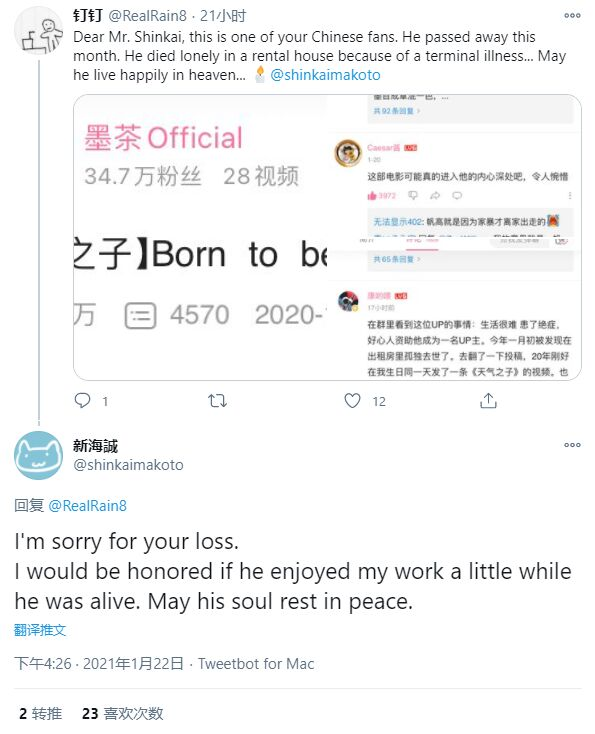 钉钉 @RealRain8 · 21小时
Dear Mr. Shinkai, this is one of your Chinese fans. He passed away this
month. He died lonely in a rental house because of a terminal illness... May
he live happily in heaven... 🕯️ @shinkaimakoto
墨茶Official
34.7万粉丝 28视频
之子】Born to be
万 4570 2020-
共92条回复 >
Caesar酱 LV6
1-20
这部电影可能真的进入他的内心深处吧，令人惋惜
3972
无法显示402: 帆高就是因为家暴才离家出走的
共65条回复 >
LV6
17小时前
在群里看到这位UP的事情：生活很难 患了绝症，
好心人资助他成为一名UP主。今年一月初被发现在
出租房里孤独去世了。去翻了一下投稿，20年刚好
在我生日同一天发了一条《天气之子》的视频。也
1 12
新海誠
@shinkaimakoto
回复 @RealRain8
I'm sorry for your loss.
I would be honored if he enjoyed my work a little while
he was alive. May his soul rest in peace.
翻译推文
下午4:26 · 2021年1月22日 · Tweetbot for Mac
2 转推 23 喜欢次数